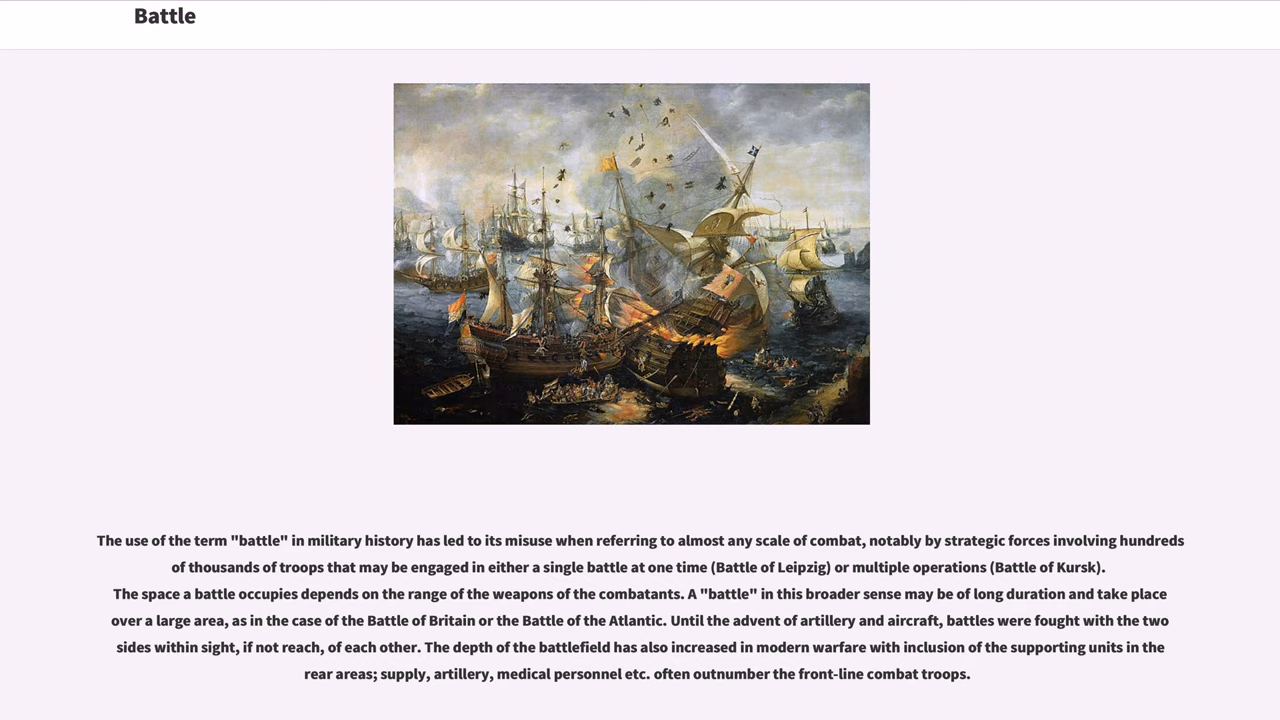 Battle
The use of the term "battle" in military history has led to its misuse when referring to almost any scale of combat, notably by strategic forces involving hundreds
of thousands of troops that may be engaged in either a single battle at one time (Battle of Leipzig) or multiple operations (Battle of Kursk).
The space a battle occupies depends on the range of the weapons of the combatants. A "battle" in this broader sense may be of long duration and take place
over a large area, as in the case of the Battle of Britain or the Battle of the Atlantic. Until the advent of artillery and aircraft, battles were fought with the two
sides within sight, if not reach, of each other. The depth of the battlefield has also increased in modern warfare with inclusion of the supporting units in the
rear areas; supply, artillery, medical personnel etc. often outnumber the front-line combat troops.